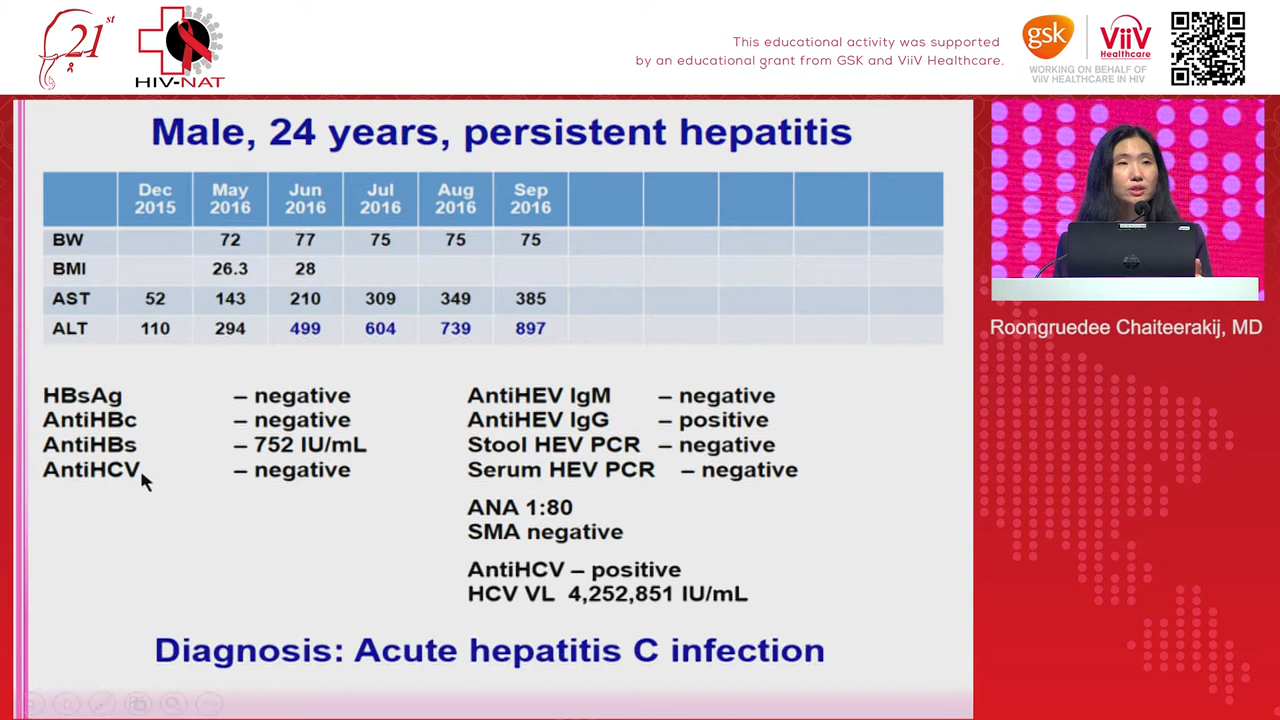 21st
HIV-NAT
This educational activity was supported
by an educational grant from GSK and ViiV Healthcare.
gsk
ViiV
Healthcare
WORKING ON BEHALF OF
ViiV HEALTHCARE IN HIV
Male, 24 years, persistent hepatitis
Dec 2015 May 2016 Jun 2016 Jul 2016 Aug 2016 Sep 2016
BW 72 77 75 75 75
BMI 26.3 28
AST 52 143 210 309 349 385
ALT 110 294 499 604 739 897
HBsAg – negative
AntiHBc – negative
AntiHBs – 752 IU/mL
AntiHCV – negative
AntiHEV IgM – negative
AntiHEV IgG – positive
Stool HEV PCR – negative
Serum HEV PCR – negative
ANA 1:80
SMA negative
AntiHCV – positive
HCV VL 4,252,851 IU/mL
Diagnosis: Acute hepatitis C infection
Roongruedee Chaiteerakij, MD